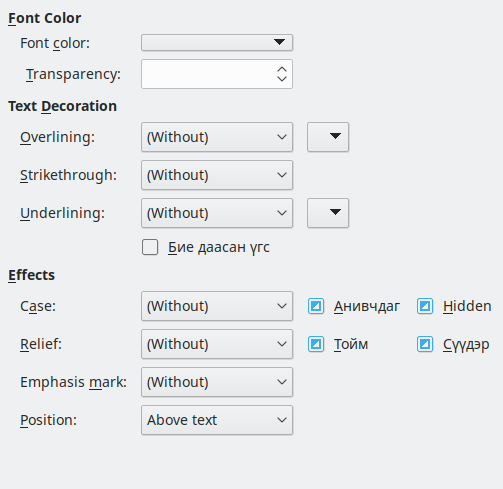 Font Color
Font color:
Transparency:
Text Decoration
Overlining: (Without)
Strikethrough: (Without)
Underlining: (Without)
Бие даасан үгс
Effects
Case: (Without) Анивчдаг Hidden
Relief: (Without) Тойм Сүүдэр
Emphasis mark: (Without)
Position: Above text